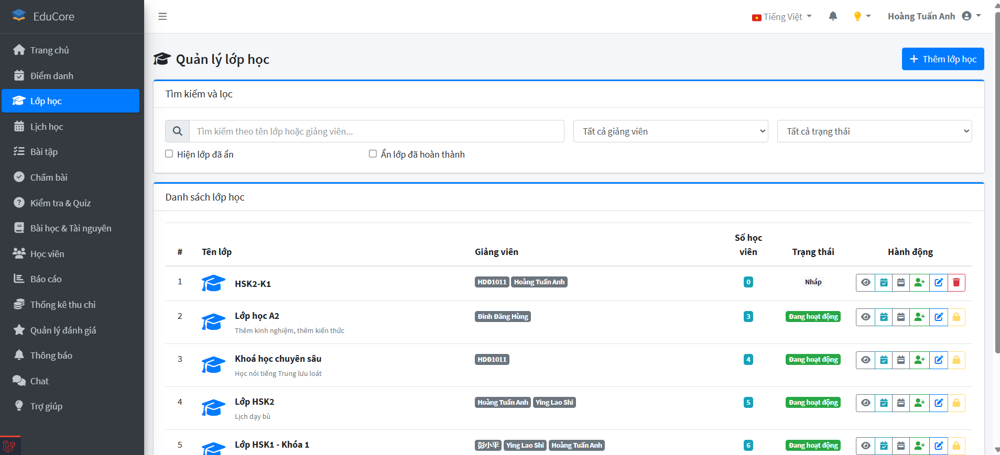 EduCore
Tiếng Việt
Hoàng Tuấn Anh
Trang chủ
Điểm danh
Lớp học
Lịch học
Bài tập
Chấm bài
Kiểm tra & Quiz
Bài học & Tài nguyên
Học viên
Báo cáo
Thống kê thu chi
Quản lý đánh giá
Thông báo
Chat
Trợ giúp
Quản lý lớp học
Thêm lớp học
Tìm kiếm và lọc
Tìm kiếm theo tên lớp hoặc giảng viên...
Tất cả giảng viên
Tất cả trạng thái
Hiện lớp đã ẩn
Ẩn lớp đã hoàn thành
Danh sách lớp học
# Tên lớp Giảng viên Số học viên Trạng thái Hành động
1 HSK2-K1 HDĐ1011 Hoàng Tuấn Anh 0 Nháp
2 Lớp học A2 Đinh Đăng Hùng 3 Đang hoạt động
Thêm kinh nghiệm, thêm kiến thức
3 Khoá học chuyên sâu HDĐ1011 4 Đang hoạt động
Học nói tiếng Trung lưu loát
4 Lớp HSK2 Hoàng Tuấn Anh Ying Lao Shi 5 Đang hoạt động
Lịch dạy bù
5 Lớp HSK1 - Khóa 1 彭小平 Ying Lao Shi Hoàng Tuấn Anh 6 Đang hoạt động